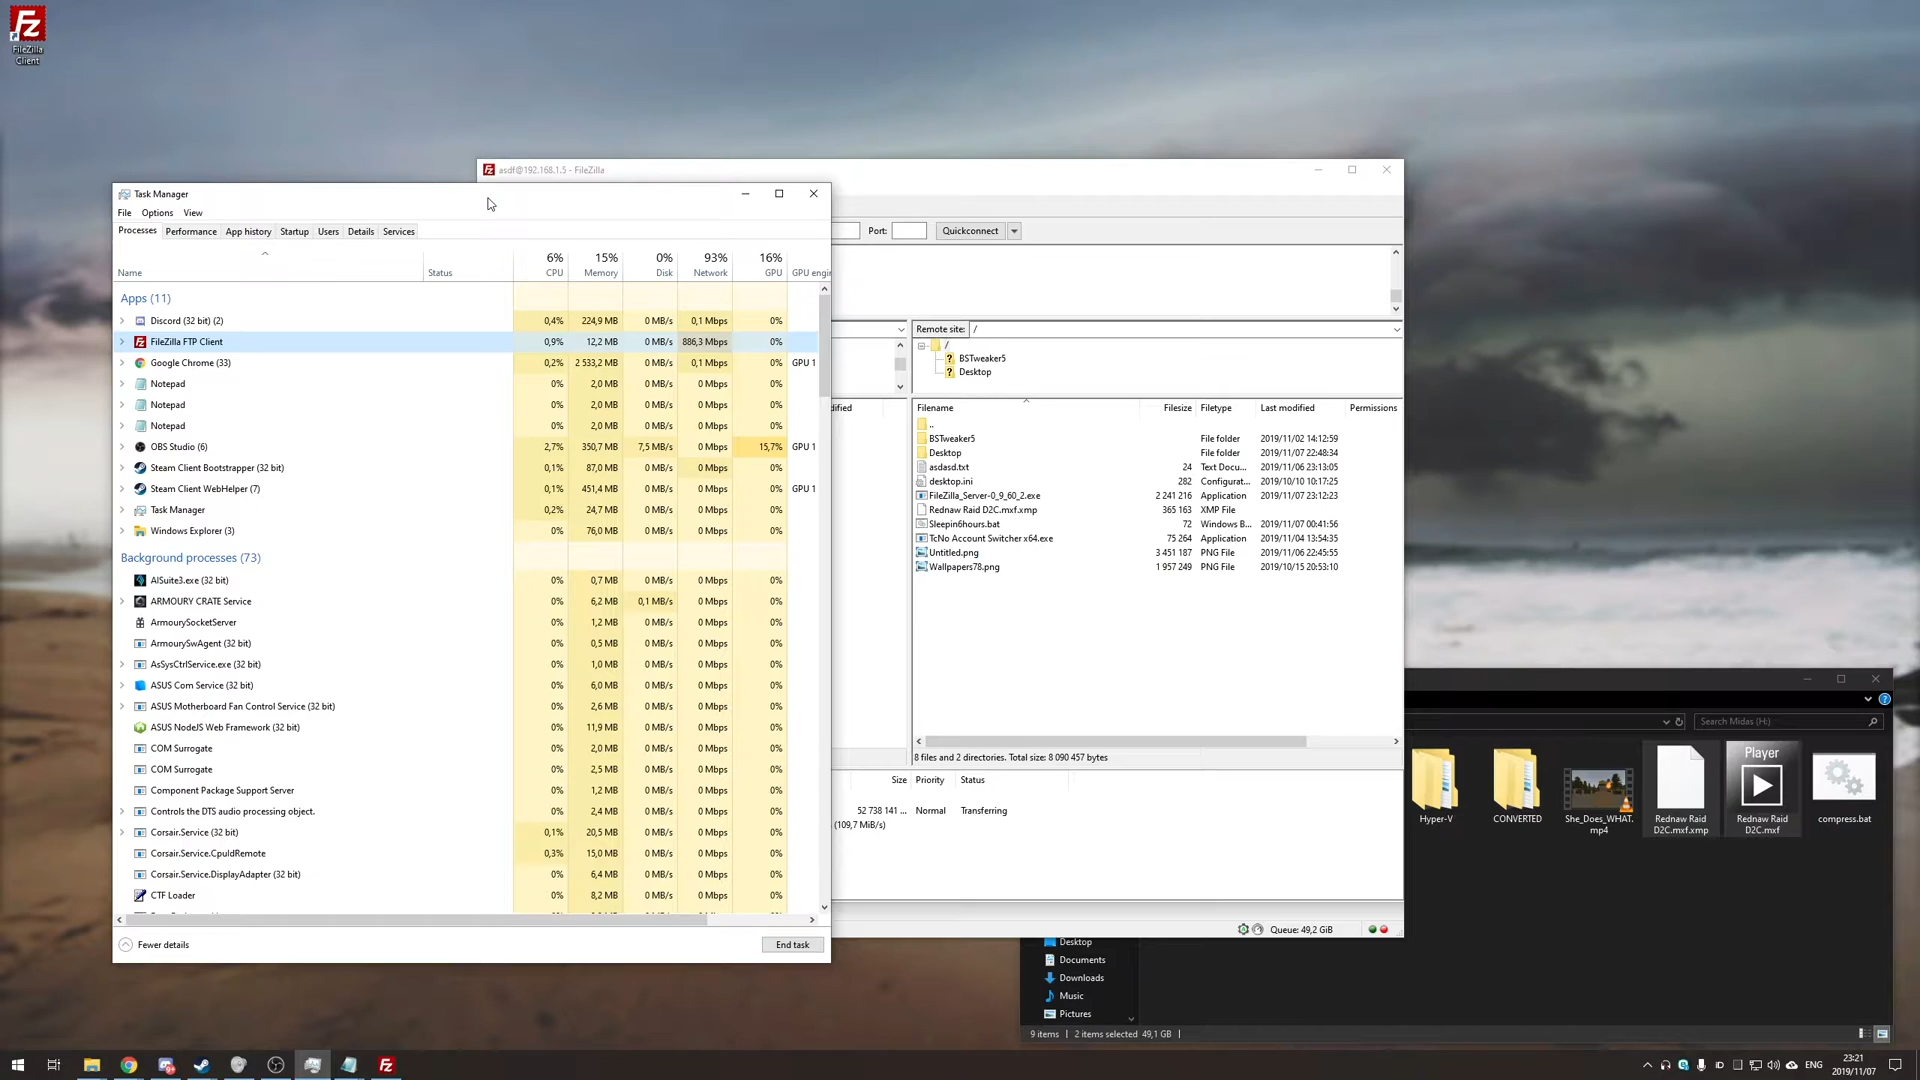 FileZilla
Client
asdf@192.168.1.5 - FileZilla
Port:
Quickconnect
Remote site: /
/
BSTweaker5
Desktop
Filename Filesize Filetype Last modified Permissions
..
BSTweaker5 File folder 2019/11/02 14:12:59
Desktop File folder 2019/11/07 22:48:34
asdasd.txt 24 Text Docu... 2019/11/06 23:13:05
desktop.ini 282 Configurat... 2019/10/10 10:17:25
FileZilla_Server-0_9_60_2.exe 2 241 216 Application 2019/11/07 23:12:23
Rednaw Raid D2C.mxf.xmp 365 163 XMP File
Sleepin6hours.bat 72 Windows B... 2019/11/07 00:41:56
TcNo Account Switcher x64.exe 75 264 Application 2019/11/04 13:54:35
Untitled.png 3 451 187 PNG File 2019/11/06 22:45:55
Wallpapers78.png 1 957 249 PNG File 2019/10/15 20:53:10
8 files and 2 directories. Total size: 8 090 457 bytes
Size Priority Status
52 738 141 ... Normal Transferring
(109,7 MiB/s)
Queue: 49,2 GiB
Task Manager
File Options View
Processes Performance App history Startup Users Details Services
6% 15% 0% 93% 16%
Name Status CPU Memory Disk Network GPU GPU engin
Apps (11)
Discord (32 bit) (2) 0,4% 224,9 MB 0 MB/s 0,1 Mbps 0%
FileZilla FTP Client 0,9% 12,2 MB 0 MB/s 886,3 Mbps 0%
Google Chrome (33) 0,2% 2 533,2 MB 0 MB/s 0,1 Mbps 0% GPU 1
Notepad 0% 2,0 MB 0 MB/s 0 Mbps 0%
Notepad 0% 2,0 MB 0 MB/s 0 Mbps 0%
Notepad 0% 2,0 MB 0 MB/s 0 Mbps 0%
OBS Studio (6) 2,7% 350,7 MB 7,5 MB/s 0 Mbps 15,7% GPU 1
Steam Client Bootstrapper (32 bit) 0,1% 87,0 MB 0 MB/s 0 Mbps 0%
Steam Client WebHelper (7) 0,1% 451,4 MB 0 MB/s 0 Mbps 0% GPU 1
Task Manager 0,2% 24,7 MB 0 MB/s 0 Mbps 0%
Windows Explorer (3) 0% 76,0 MB 0 MB/s 0 Mbps 0%
Background processes (73)
AISuite3.exe (32 bit) 0% 0,7 MB 0 MB/s 0 Mbps 0%
ARMOURY CRATE Service 0% 6,2 MB 0,1 MB/s 0 Mbps 0%
ArmourySocketServer 0% 1,2 MB 0 MB/s 0 Mbps 0%
ArmourySwAgent (32 bit) 0% 0,5 MB 0 MB/s 0 Mbps 0%
AsSysCtrlService.exe (32 bit) 0% 1,0 MB 0 MB/s 0 Mbps 0%
ASUS Com Service (32 bit) 0% 6,0 MB 0 MB/s 0 Mbps 0%
ASUS Motherboard Fan Control Service (32 bit) 0% 2,6 MB 0 MB/s 0 Mbps 0%
ASUS NodeJS Web Framework (32 bit) 0% 11,9 MB 0 MB/s 0 Mbps 0%
COM Surrogate 0% 2,0 MB 0 MB/s 0 Mbps 0%
COM Surrogate 0% 2,5 MB 0 MB/s 0 Mbps 0%
Component Package Support Server 0% 1,2 MB 0 MB/s 0 Mbps 0%
Controls the DTS audio processing object. 0% 2,4 MB 0 MB/s 0 Mbps 0%
Corsair.Service (32 bit) 0,1% 20,5 MB 0 MB/s 0 Mbps 0%
Corsair.Service.CpuIdRemote 0,3% 15,0 MB 0 MB/s 0 Mbps 0%
Corsair.Service.DisplayAdapter (32 bit) 0% 6,4 MB 0 MB/s 0 Mbps 0%
CTF Loader 0% 8,2 MB 0 MB/s 0 Mbps 0%
Fewer details End task
Search Midas (H:)
Player
Hyper-V CONVERTED She_Does_WHAT. Rednaw Raid Rednaw Raid compress.bat
mp4 D2C.mxf.xmp D2C.mxf
Desktop
Documents
Downloads
Music
Pictures
9 items 2 items selected 49,1 GB
ENG 23:21
2019/11/07